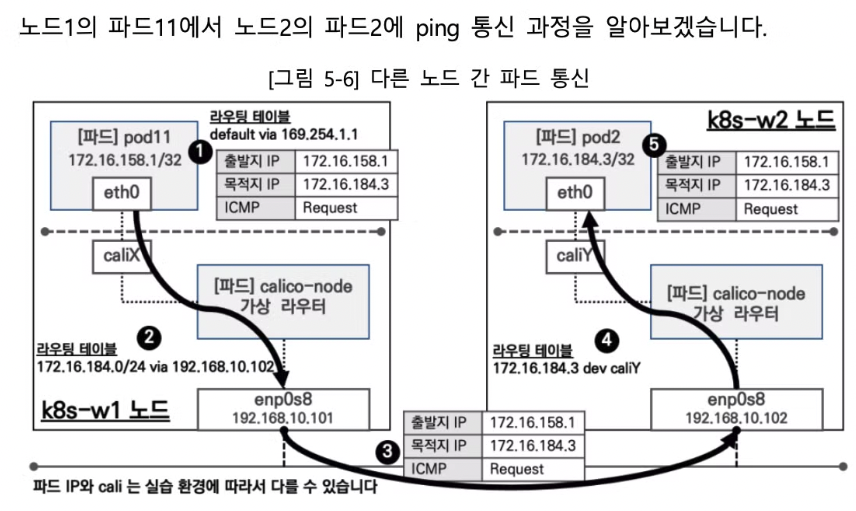 노드1의 파드11에서 노드2의 파드2에 ping 통신 과정을 알아보겠습니다.
[그림 5-6] 다른 노드 간 파드 통신
[파드] pod11
172.16.158.1/32
eth0
caliX
1
라우팅 테이블
default via 169.254.1.1
출발지 IP 172.16.158.1
목적지 IP 172.16.184.3
ICMP Request
[파드] calico-node
가상 라우터
2
라우팅 테이블
172.16.184.0/24 via 192.168.10.102
k8s-w1 노드
enp0s8
192.168.10.101
3
출발지 IP 172.16.158.1
목적지 IP 172.16.184.3
ICMP Request
k8s-w2 노드
[파드] pod2
172.16.184.3/32
eth0
caliY
5
출발지 IP 172.16.158.1
목적지 IP 172.16.184.3
ICMP Request
[파드] calico-node
가상 라우터
4
라우팅 테이블
172.16.184.3 dev caliY
enp0s8
192.168.10.102
파드 IP와 cali 는 실습 환경에 따라서 다를 수 있습니다